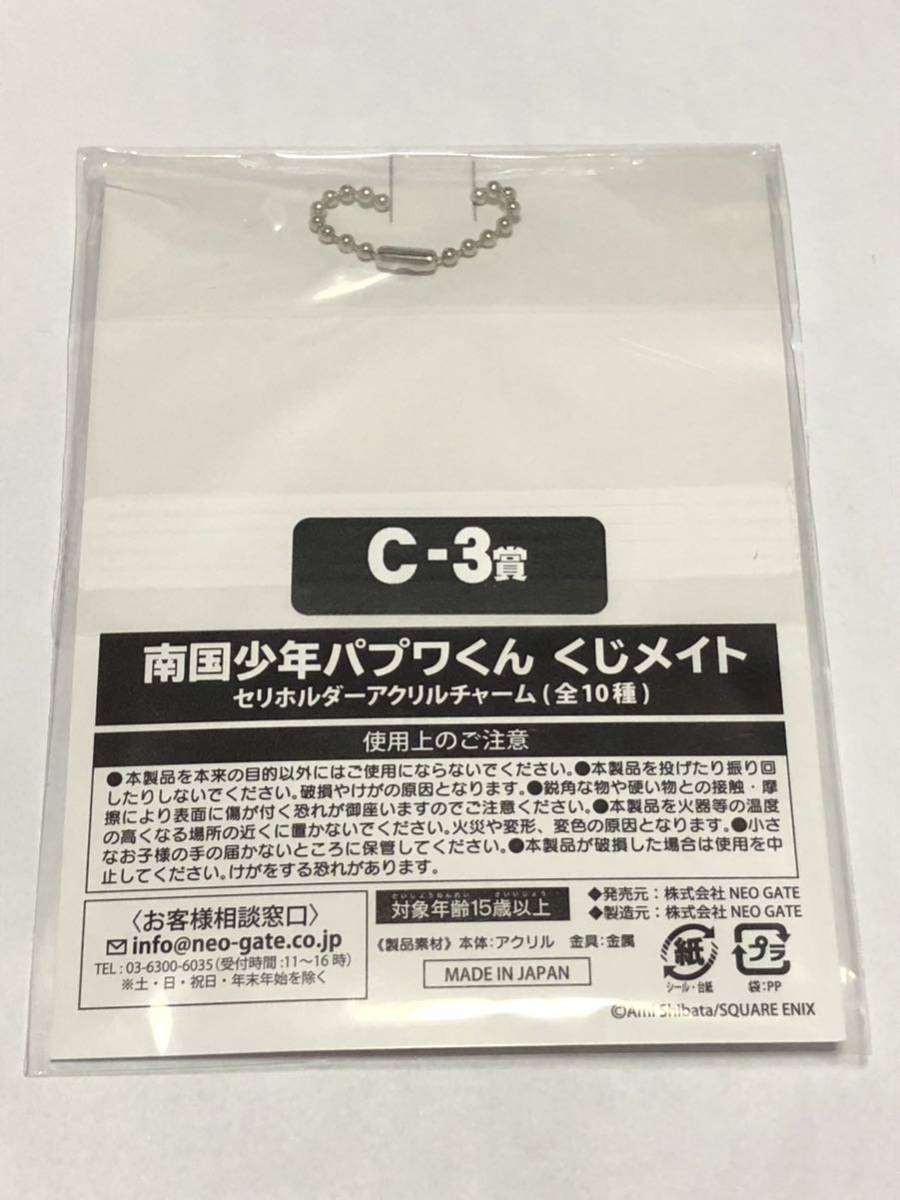 C-3賞
南国少年パプワくん くじメイト
セリホルダーアクリルチャーム(全10種)
使用上のご注意
●本製品を本来の目的以外にはご使用にならないでください。●本製品を投げたり振り回
したりしないでください。破損やけがの原因となります。●鋭角な物や硬い物との接触・摩
擦により表面に傷が付く恐れが御座いますのでご注意ください。●本製品を火器等の温度
の高くなる場所の近くに置かないでください。火災や変形、変色の原因となります。●小さ
なお子様の手の届かないところに保管してください。●本製品が破損した場合は使用を中
止してください。けがをする恐れがあります。
〈お客様相談窓口〉
info@neo-gate.co.jp
TEL:03-6300-6035(受付時間:11～16時)
※土・日・祝日・年末年始を除く
たいしょうねんれい さいいじょう
対象年齢15歳以上
◆発売元:株式会社 NEO GATE
◆製造元:株式会社 NEO GATE
《製品素材》本体:アクリル 金具:金属
MADE IN JAPAN
紙
シール・台紙
プラ
袋:PP
©Ami Shibata/SQUARE ENIX